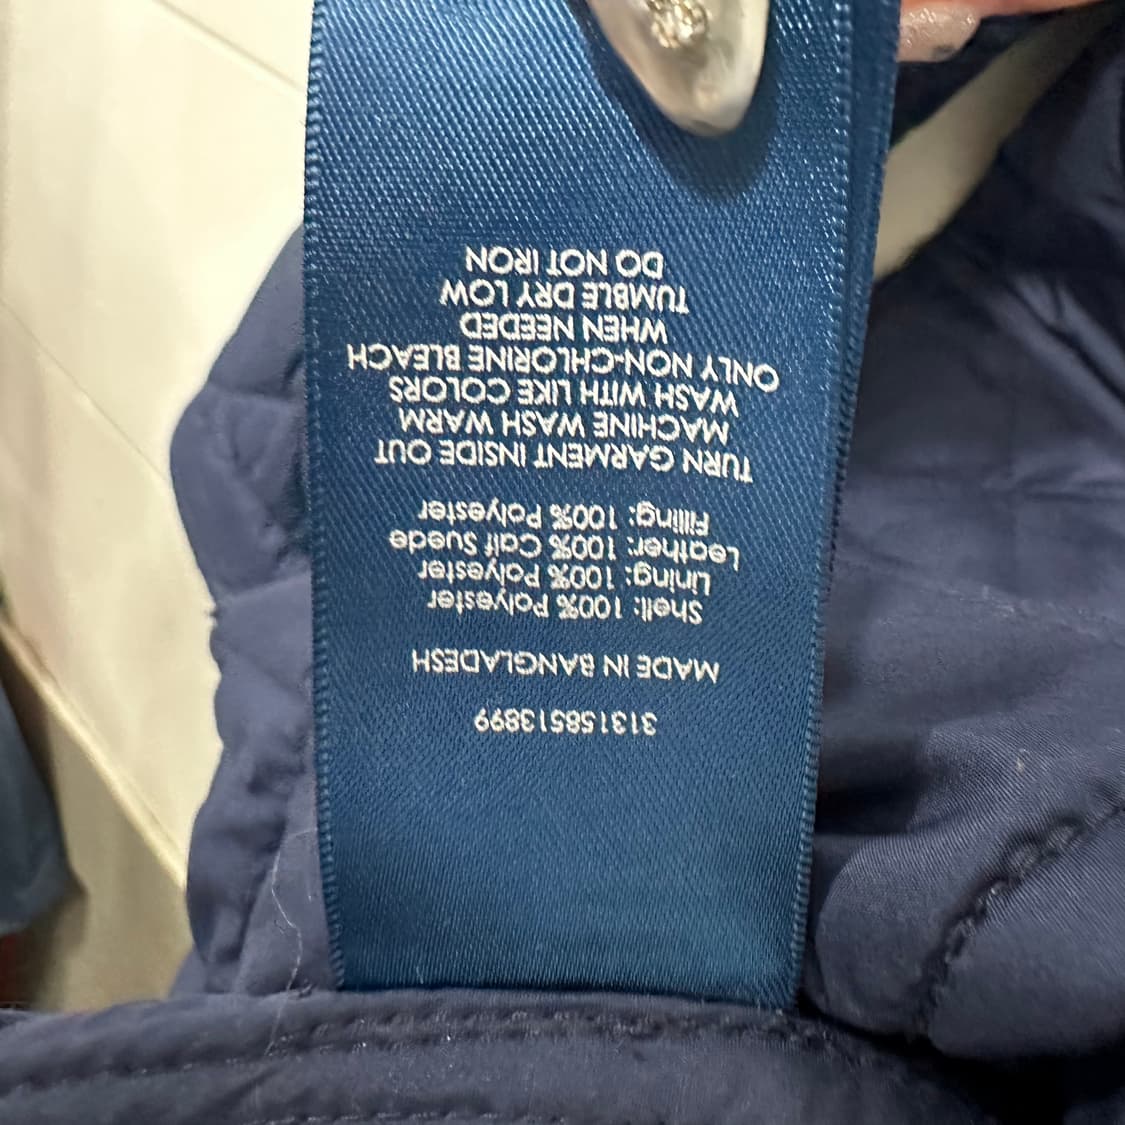 313158513899
MADE IN BANGLADESH
Shell: 100% Polyester
Lining: 100% Polyester
Leather: 100% Calf Suede
Filling: 100% Polyester
TURN GARMENT INSIDE OUT
MACHINE WASH WARM
WASH WITH LIKE COLORS
ONLY NON-CHLORINE BLEACH
WHEN NEEDED
TUMBLE DRY LOW
DO NOT IRON